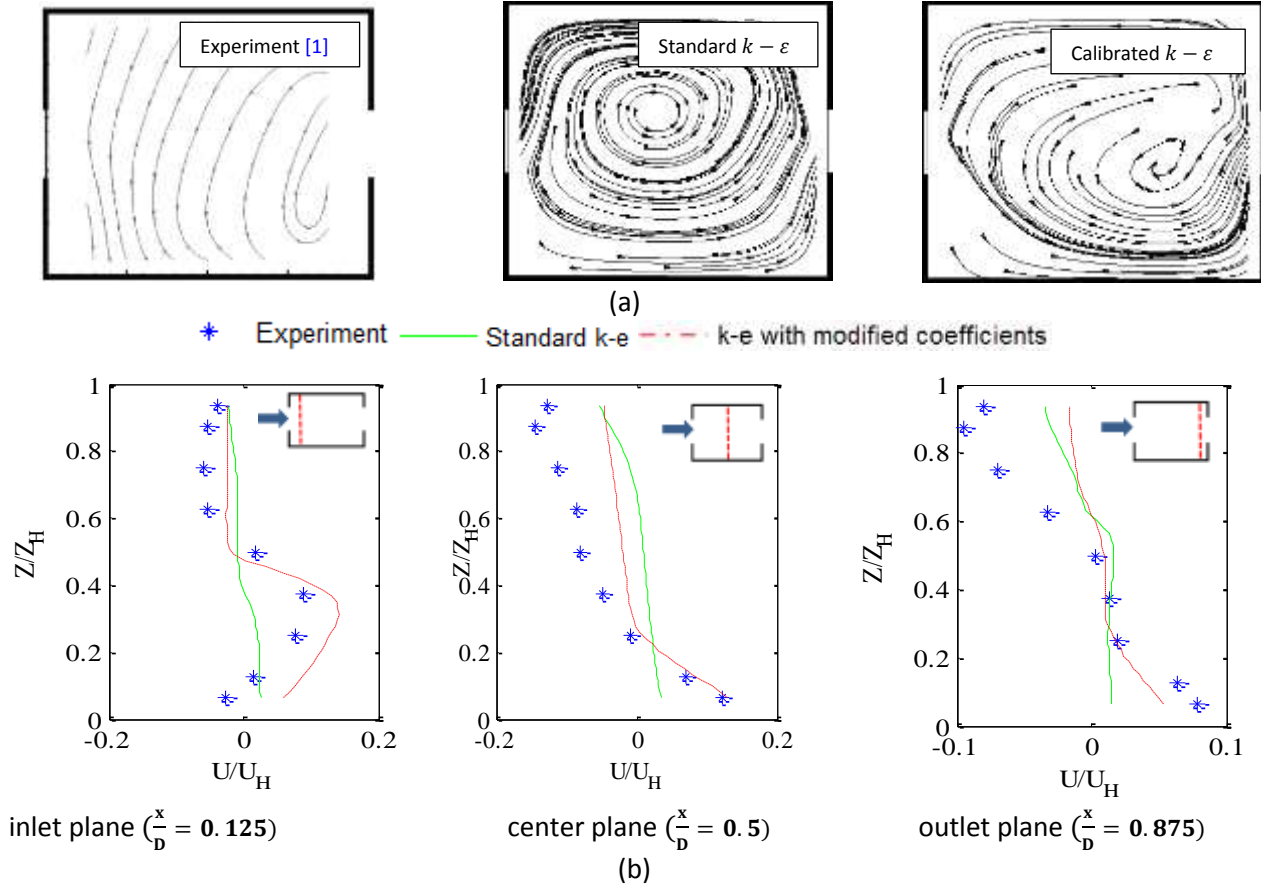 Experiment [1]
Standard k − ε
Calibrated k − ε
(a)
Experiment
Standard k-e
k-e with modified coefficients
1
0.8
0.6
0.4
0.2
0
-0.2
0
0.2
Z/Z_H
U/U_H
1
0.8
0.6
0.4
0.2
0
-0.2
0
0.2
Z/Z_H
U/U_H
1
0.8
0.6
0.4
0.2
0
-0.1
0
0.1
Z/Z_H
U/U_H
inlet plane (x/D = 0.125)
center plane (x/D = 0.5)
outlet plane (x/D = 0.875)
(b)